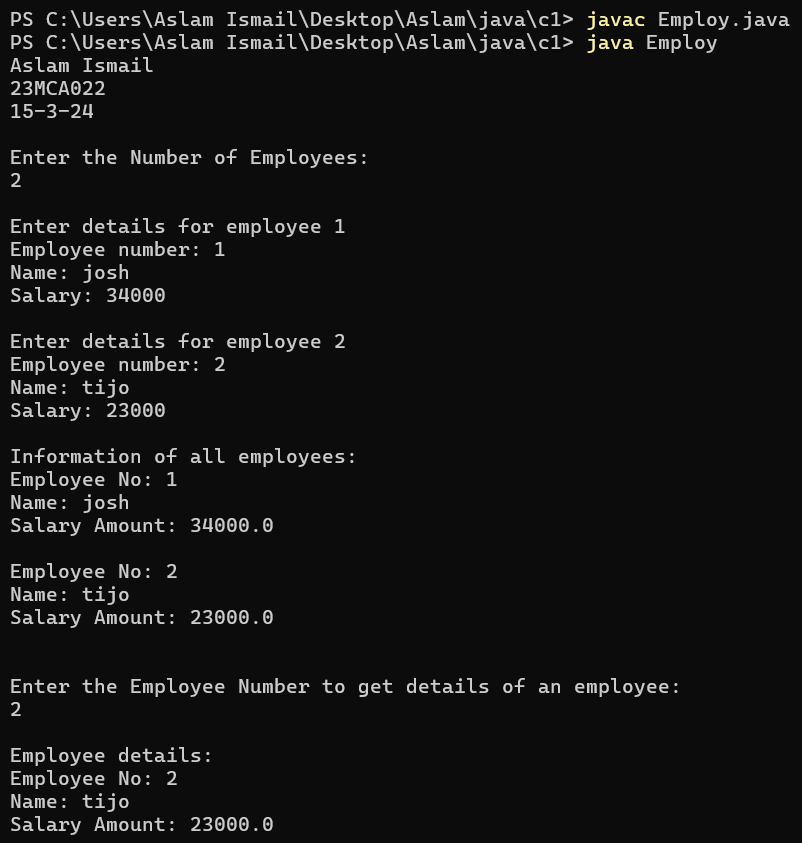 PS C:\Users\Aslam Ismail\Desktop\Aslam\java\c1> javac Employ.java
PS C:\Users\Aslam Ismail\Desktop\Aslam\java\c1> java Employ
Aslam Ismail
23MCA022
15-3-24
Enter the Number of Employees:
2
Enter details for employee 1
Employee number: 1
Name: josh
Salary: 34000
Enter details for employee 2
Employee number: 2
Name: tijo
Salary: 23000
Information of all employees:
Employee No: 1
Name: josh
Salary Amount: 34000.0
Employee No: 2
Name: tijo
Salary Amount: 23000.0
Enter the Employee Number to get details of an employee:
2
Employee details:
Employee No: 2
Name: tijo
Salary Amount: 23000.0